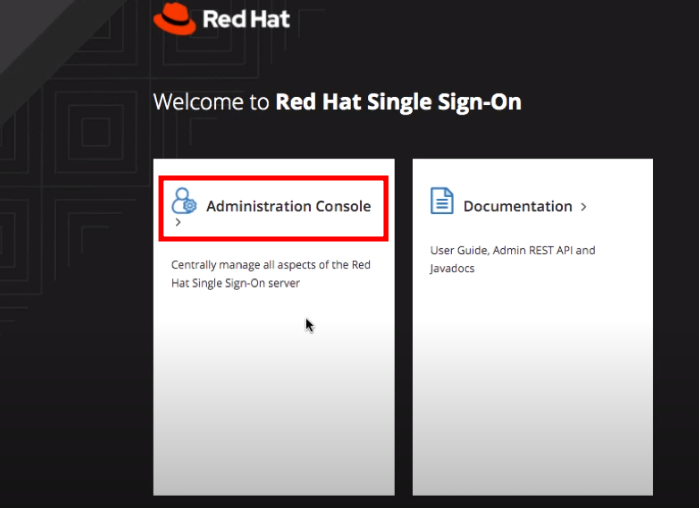 Red Hat
Welcome to Red Hat Single Sign-On
Administration Console
>
Centrally manage all aspects of the Red
Hat Single Sign-On server
Documentation >
User Guide, Admin REST API and
Javadocs